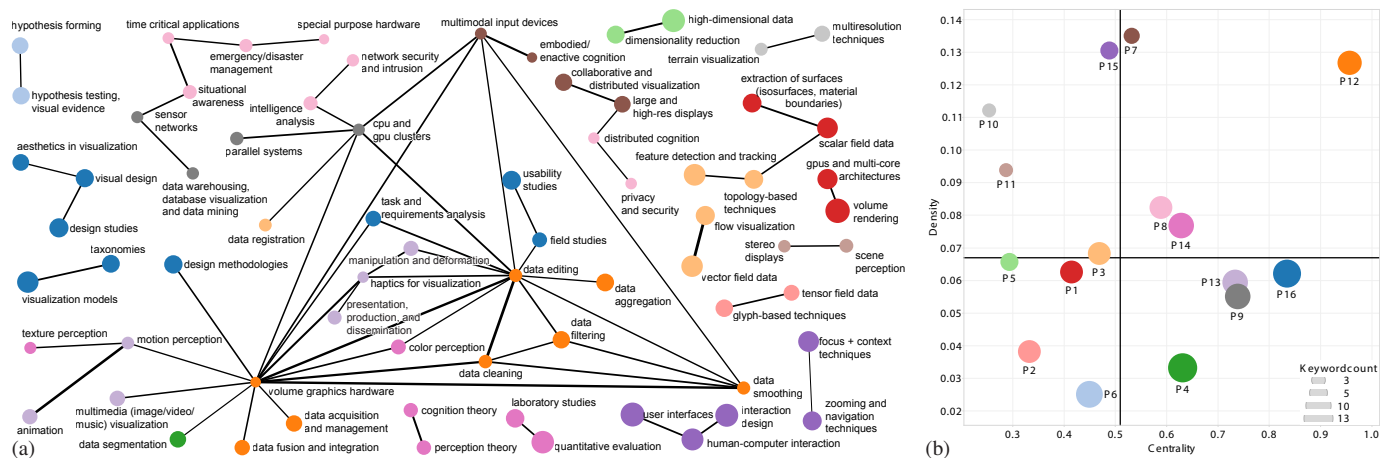 hypothesis forming
hypothesis testing,
visual evidence
time critical applications
special purpose hardware
emergency/disaster
management
network security
and intrusion
situational
awareness
sensor
networks
intelligence
analysis
cpu and
gpu clusters
parallel systems
data warehousing,
database visualization
and data mining
data registration
multimodal input devices
embodied/
enactive cognition
collaborative and
distributed visualization
large and
high-res displays
distributed cognition
privacy
and security
high-dimensional data
dimensionality reduction
multiresolution
techniques
terrain visualization
extraction of surfaces
(isosurfaces, material
boundaries)
scalar field data
feature detection and tracking
topology-based
techniques
gpus and multi-core
architectures
volume
rendering
flow visualization
vector field data
stereo
displays
scene
perception
tensor field data
glyph-based techniques
aesthetics in visualization
visual design
design studies
taxonomies
visualization models
design methodologies
usability
studies
field studies
task and
requirements analysis
manipulation and deformation
haptics for visualization
presentation,
production, and
dissemination
data editing
data
aggregation
data
filtering
color perception
data cleaning
texture perception
motion perception
volume graphics hardware
data
smoothing
animation
multimedia (image/video/
music) visualization
data segmentation
data acquisition
and management
data fusion and integration
cognition theory
perception theory
laboratory studies
quantitative evaluation
user interfaces
interaction
design
human-computer interaction
focus + context
techniques
zooming and
navigation
techniques
(a)
0.14
0.13
0.12
0.11
0.10
0.09
0.08
0.07
0.06
0.05
0.04
0.03
0.02
Density
P7
P15
P12
P10
P11
P8
P14
P3
P5
P1
P13
P9
P16
P2
P6
P4
Keywordcount
3
5
10
13
0.3
0.4
0.5
0.6
0.7
0.8
0.9
1.0
Centrality
(b)